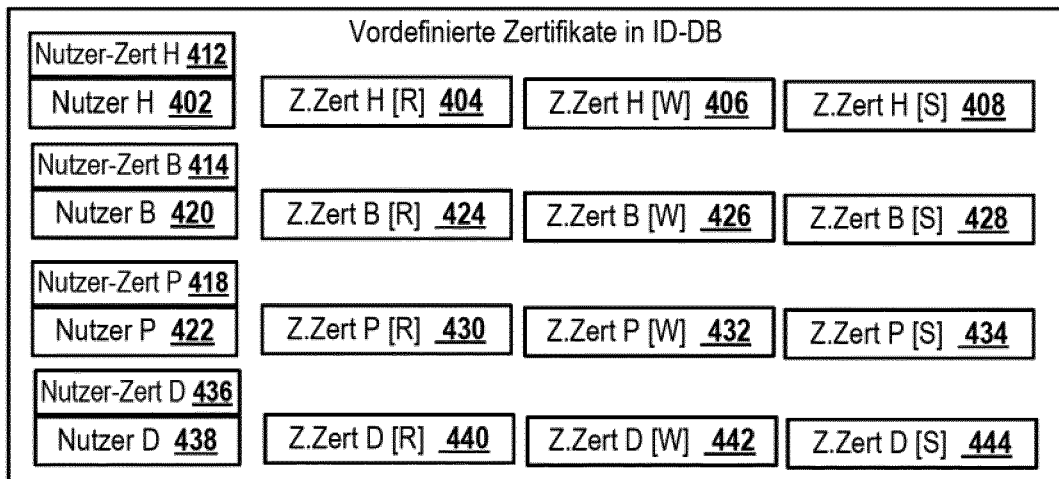 Vordefinierte Zertifikate in ID-DB
Nutzer-Zert H 412
Nutzer H 402
Z.Zert H [R] 404
Z.Zert H [W] 406
Z.Zert H [S] 408
Nutzer-Zert B 414
Nutzer B 420
Z.Zert B [R] 424
Z.Zert B [W] 426
Z.Zert B [S] 428
Nutzer-Zert P 418
Nutzer P 422
Z.Zert P [R] 430
Z.Zert P [W] 432
Z.Zert P [S] 434
Nutzer-Zert D 436
Nutzer D 438
Z.Zert D [R] 440
Z.Zert D [W] 442
Z.Zert D [S] 444